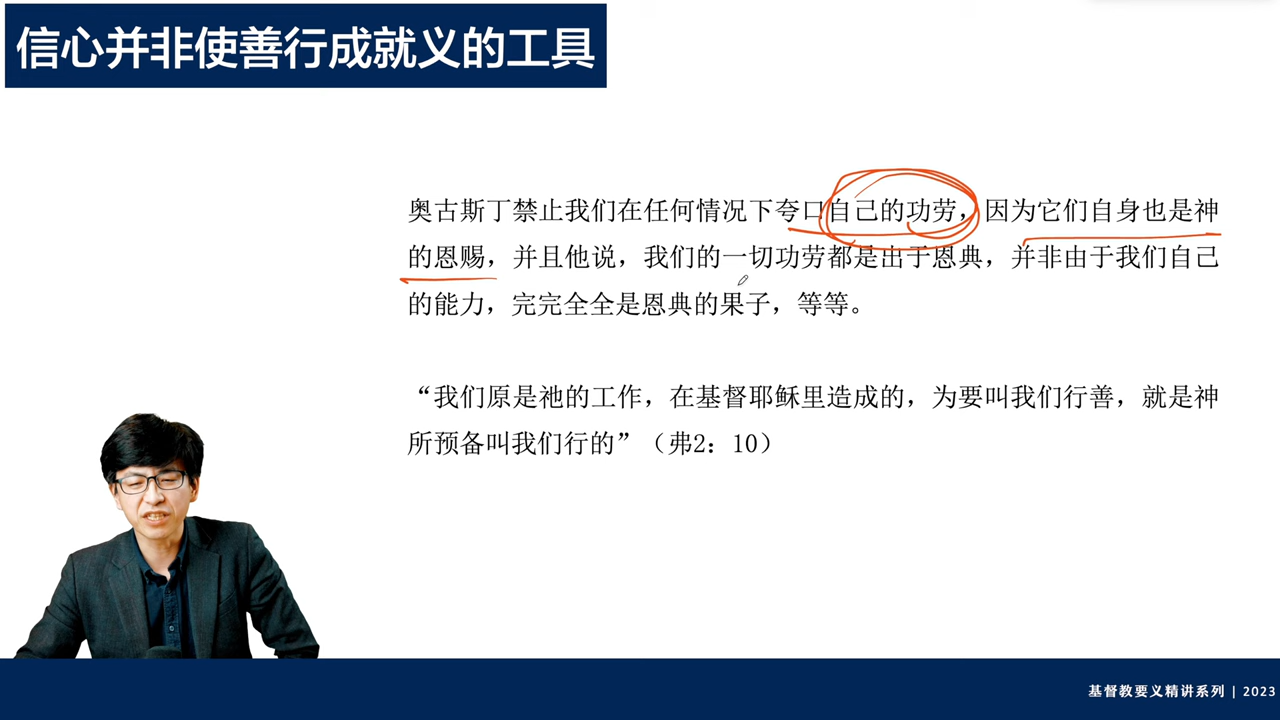 信心并非使善行成就义的工具
奥古斯丁禁止我们在任何情况下夸口自己的功劳，因为它们自身也是神
的恩赐，并且他说，我们的一切功劳都是出于恩典，并非由于我们自己
的能力，完完全全是恩典的果子，等等。
“我们原是祂的工作，在基督耶稣里造成的，为要叫我们行善，就是神
所预备叫我们行的”（弗2：10）
基督教要义精讲系列 | 2023